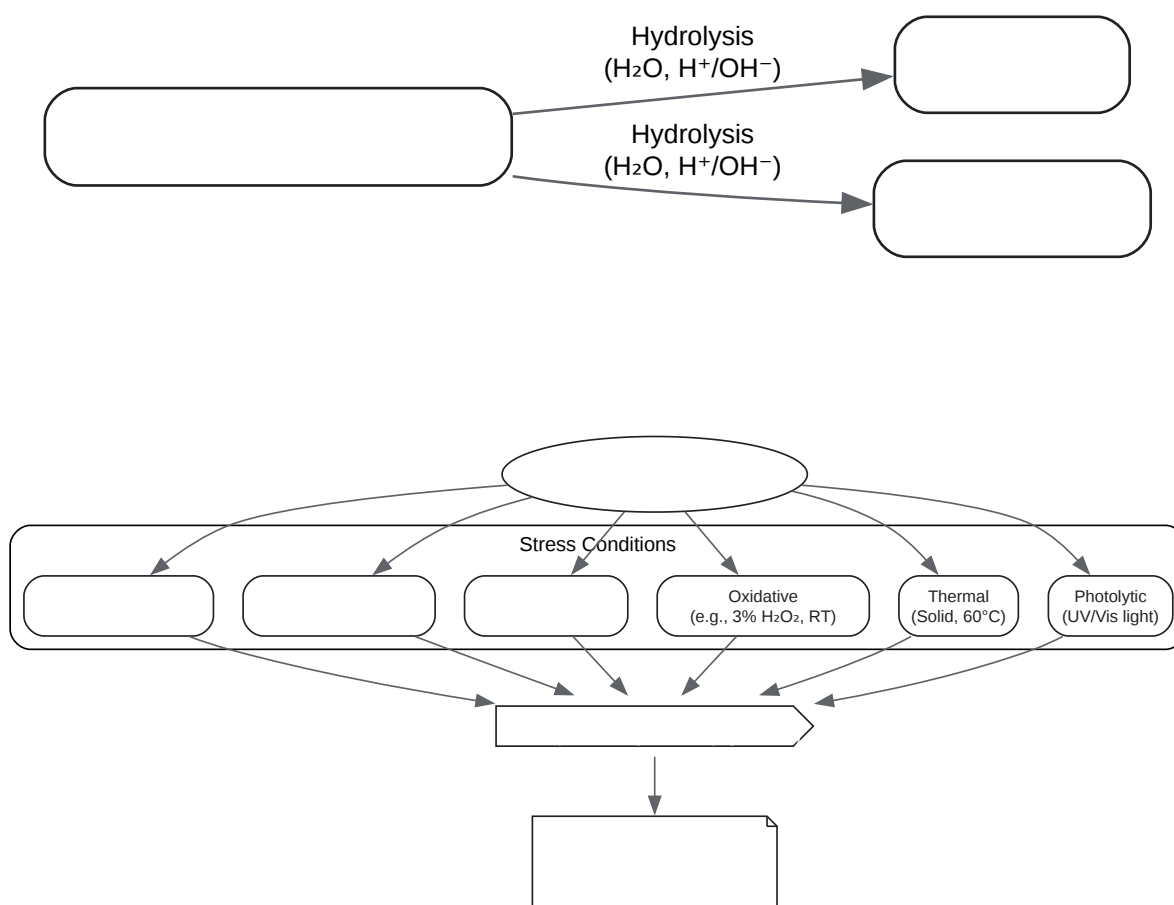 Hydrolysis
(H₂O, H⁺/OH⁻)
Hydrolysis
(H₂O, H⁺/OH⁻)
Stress Conditions
Oxidative
(e.g., 3% H₂O₂, RT)
Thermal
(Solid, 60°C)
Photolytic
(UV/Vis light)